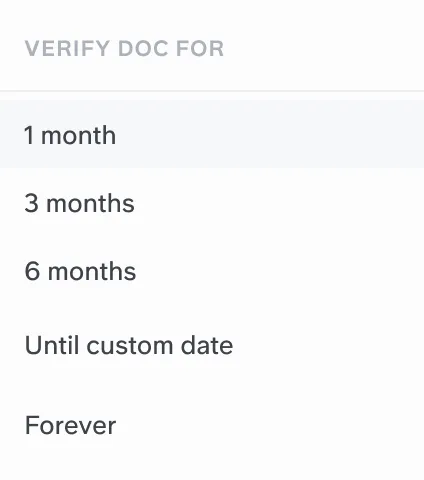 VERIFY DOC FOR
1 month
3 months
6 months
Until custom date
Forever